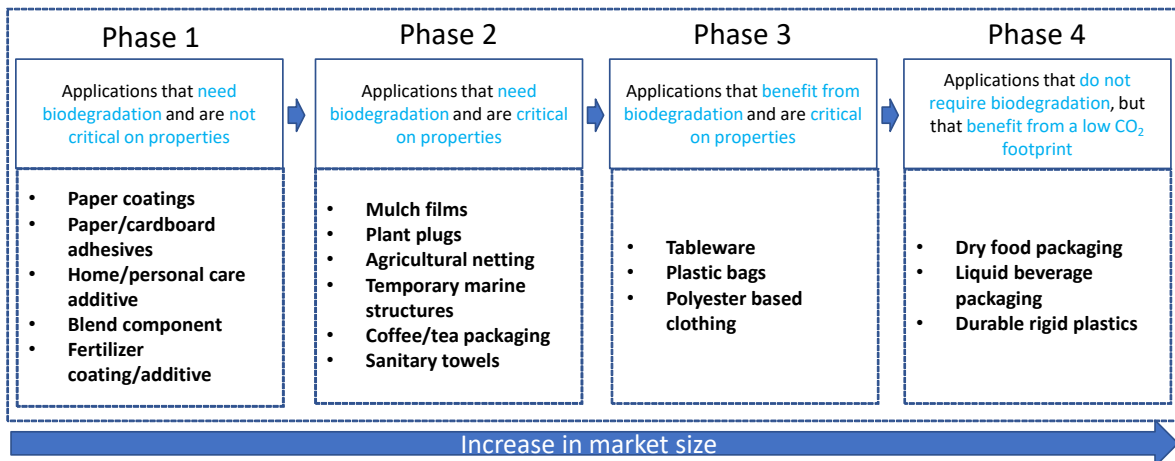 Phase 1
Applications that need
biodegradation and are not
critical on properties
• Paper coatings
• Paper/cardboard
adhesives
• Home/personal care
additive
• Blend component
• Fertilizer
coating/additive
Phase 2
Applications that need
biodegradation and are critical
on properties
• Mulch films
• Plant plugs
• Agricultural netting
• Temporary marine
structures
• Coffee/tea packaging
• Sanitary towels
Phase 3
Applications that benefit from
biodegradation and are critical
on properties
• Tableware
• Plastic bags
• Polyester based
clothing
Phase 4
Applications that do not
require biodegradation, but
that benefit from a low CO₂
footprint
• Dry food packaging
• Liquid beverage
packaging
• Durable rigid plastics
Increase in market size